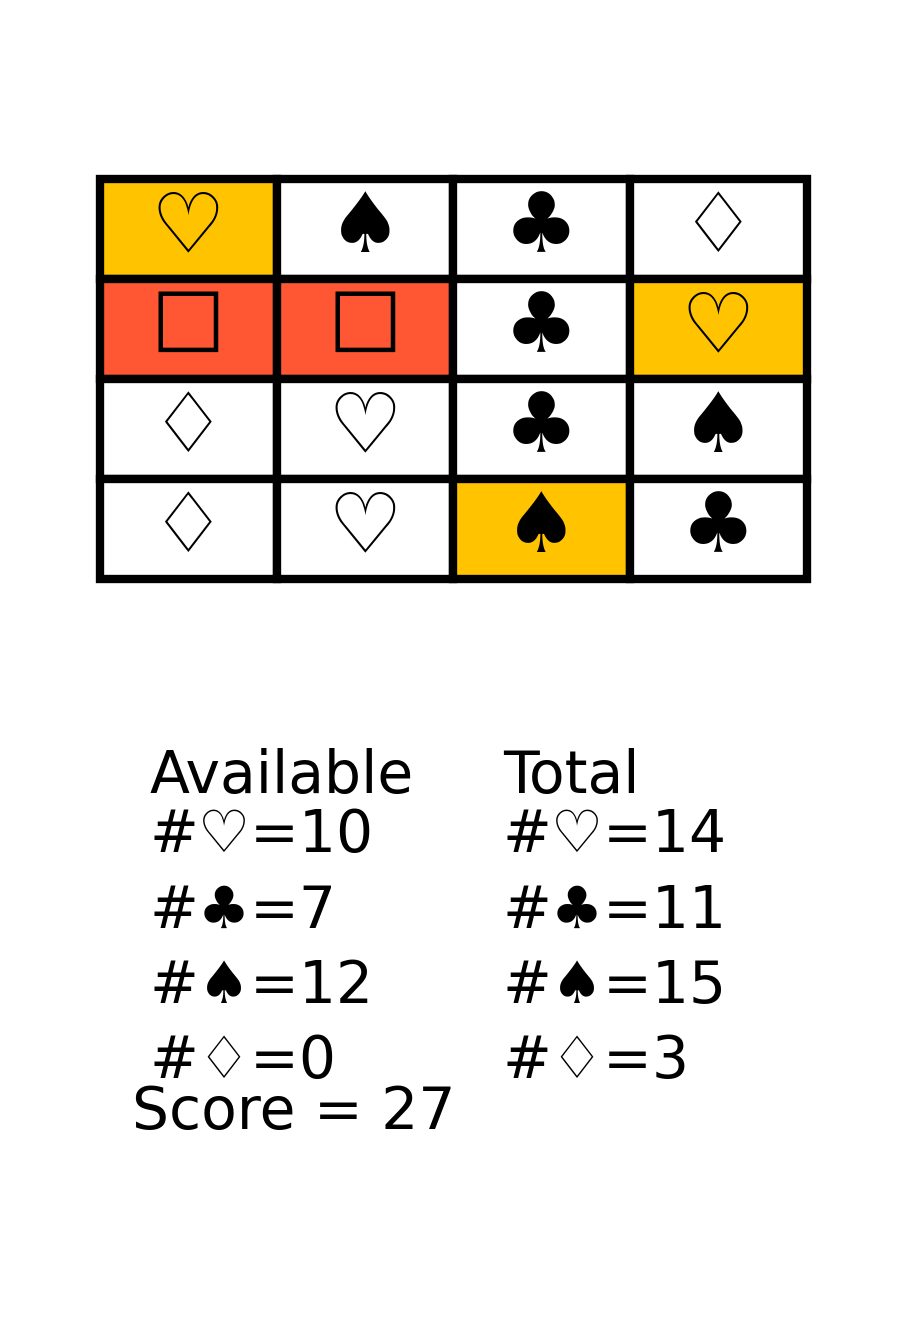 ♡ ♠ ♣ ♢
□ □ ♣ ♡
♢ ♡ ♣ ♠
♢ ♡ ♠ ♣
Available Total
#♡=10 #♡=14
#♣=7 #♣=11
#♠=12 #♠=15
#♢=0 #♢=3
Score = 27